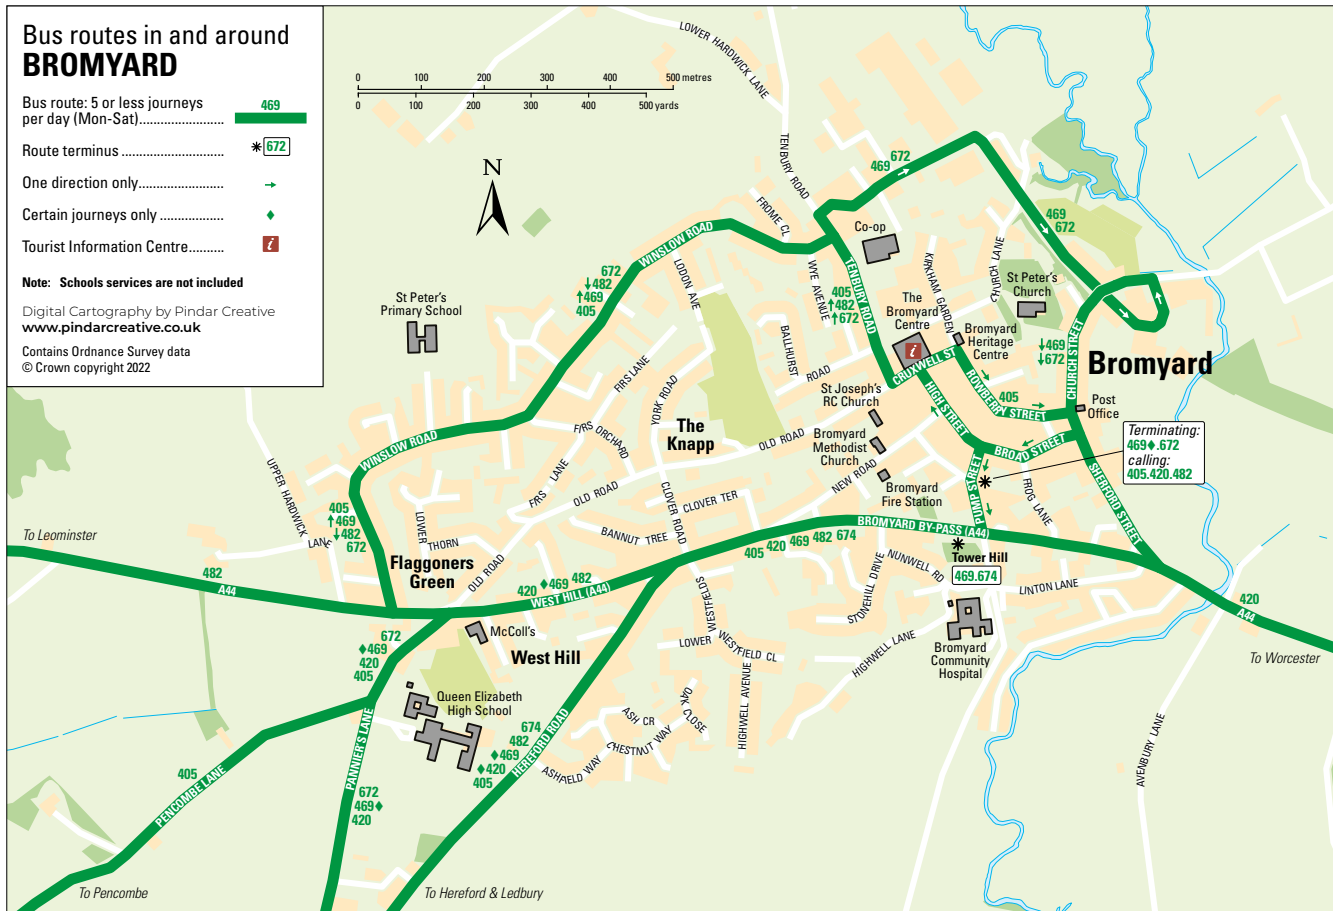 Bus routes in and around
BROMYARD
Bus route: 5 or less journeys 469
per day (Mon-Sat)......................
Route terminus ............................ ✱ 672
One direction only....................... →
Certain journeys only .................. ♦
Tourist Information Centre.......... i
Note: Schools services are not included
Digital Cartography by Pindar Creative
www.pindarcreative.co.uk
Contains Ordnance Survey data
© Crown copyright 2022
0 100 200 300 400 500 metres
0 100 200 300 400 500 yards
N
LOWER HARDWICK LANE
TENBURY ROAD
FROME CL
469 672
469
672
Co-op
WINSLOW ROAD
LODON AVE
WYE AVENUE
TENBURY ROAD
KIRKHAM GARDEN
CHURCH LANE
St Peter's
Church
672
↓482
↑469
405
405
↑482
↑672
The
Bromyard
Centre
i
Bromyard
Heritage
Centre
St Peter's
Primary School
BALLHURST
ROAD
CRUXWELL ST
↓469
↓672
CHURCH STREET
Bromyard
FIRS LANE
YORK ROAD
St Joseph's
RC Church
HIGH STREET
ROWBERRY STREET
405
Post
Office
The
Knapp
FIRS ORCHARD
OLD ROAD
Bromyard
Methodist
Church
BROAD STREET
Terminating:
469♦.672
calling:
405.420.482
WINSLOW ROAD
UPPER HARDWICK
LANE
FIRS LANE
OLD ROAD
CLOVER ROAD
CLOVER TER
NEW ROAD
Bromyard
Fire Station
PUMP STREET
FROG LANE
SHERFORD STREET
405
↑469
↓482
672
LOWER
THORN
BANNUT TREE
BROMYARD BY-PASS (A44)
405 420 469 482 674
To Leominster
Flaggoners
Green
OLD ROAD
482
A44
420 ♦469 482
WEST HILL (A44)
Tower Hill
469.674
NUNWELL RD
STONEHILL DRIVE
LINTON LANE
420
A44
To Worcester
McColl's
West Hill
WESTFIELDS
LOWER
WESTFIELD CL
HIGHWELL LANE
HIGHWELL AVENUE
Bromyard
Community
Hospital
672
♦469
420
405
Queen Elizabeth
High School
OAK CLOSE
ASH CR
CHESTNUT WAY
ASHFIELD WAY
674
482
♦469
♦420
405
HEREFORD ROAD
AVENBURY LANE
405
PENCOMBE LANE
PANNIER'S LANE
672
469♦
420
To Pencombe
To Hereford & Ledbury